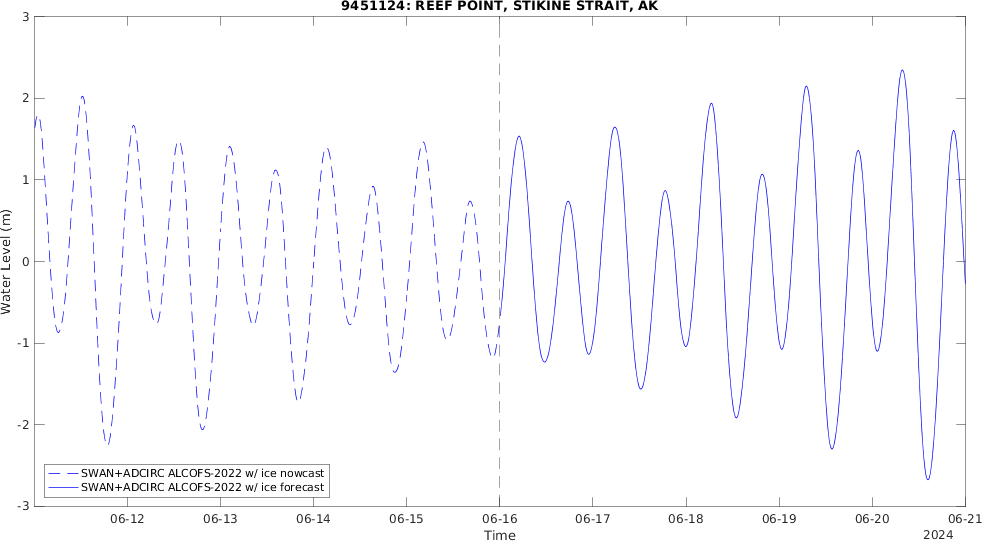 9451124: REEF POINT, STIKINE STRAIT, AK
3
2
1
0
-1
-2
-3
Water Level (m)
SWAN+ADCIRC ALCOFS-2022 w/ ice nowcast
SWAN+ADCIRC ALCOFS-2022 w/ ice forecast
06-12 06-13 06-14 06-15 06-16 06-17 06-18 06-19 06-20 06-21
Time
2024